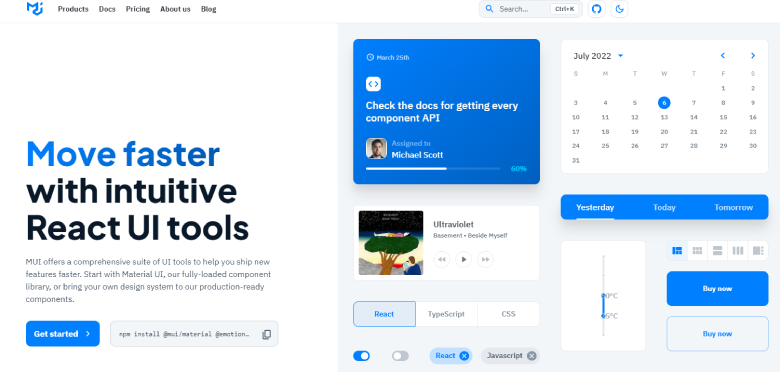 Products Docs Pricing About us Blog
Search... Ctrl+K
Move faster
with intuitive
React UI tools
MUI offers a comprehensive suite of UI tools to help you ship new
features faster. Start with Material UI, our fully-loaded component
library, or bring your own design system to our production-ready
components.
Get started
npm install @mui/material @emotion…
March 25th
Check the docs for getting every
component API
Assigned to
Michael Scott
60%
Ultraviolet
Basement • Beside Myself
React TypeScript CSS
React Javascript
July 2022
S M T W T F S
1 2
3 4 5 6 7 8 9
10 11 12 13 14 15 16
17 18 19 20 21 22 23
24 25 26 27 28 29 30
31
Yesterday Today Tomorrow
Buy now
Buy now